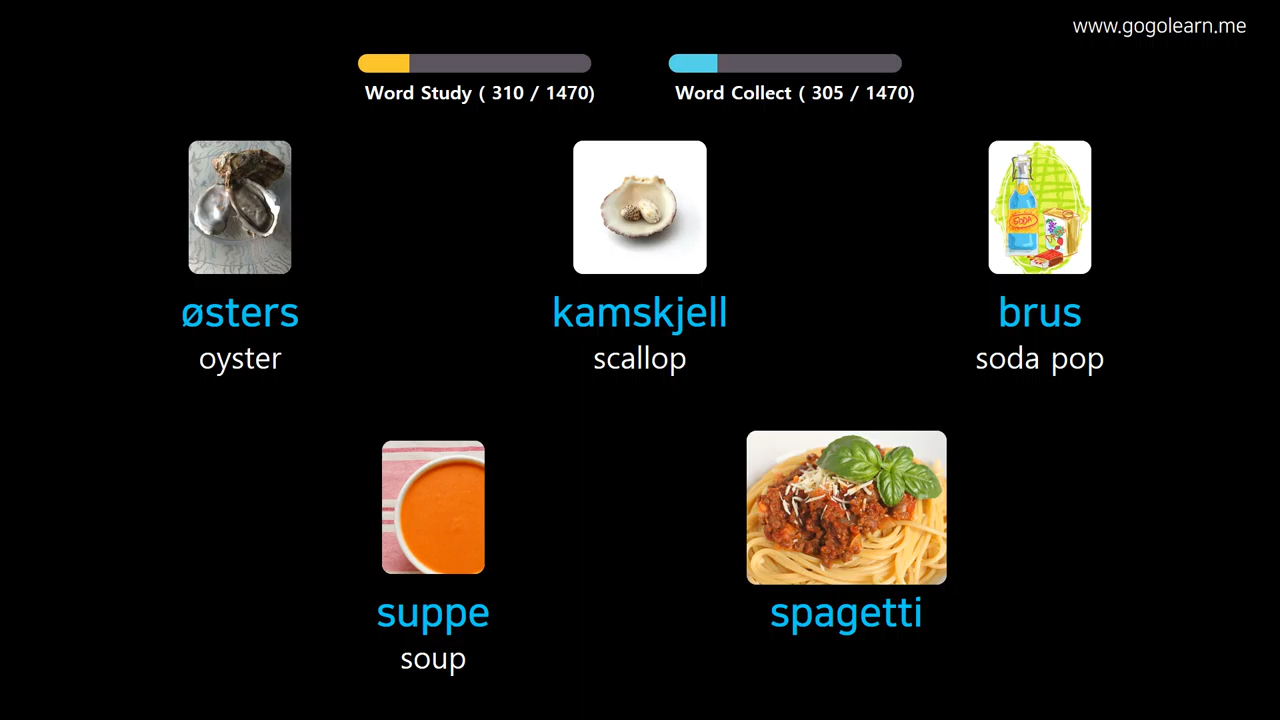 www.gogolearn.me
Word Study ( 310 / 1470)
Word Collect ( 305 / 1470)
SODA
østers
kamskjell
brus
oyster
scallop
soda pop
suppe
spagetti
soup